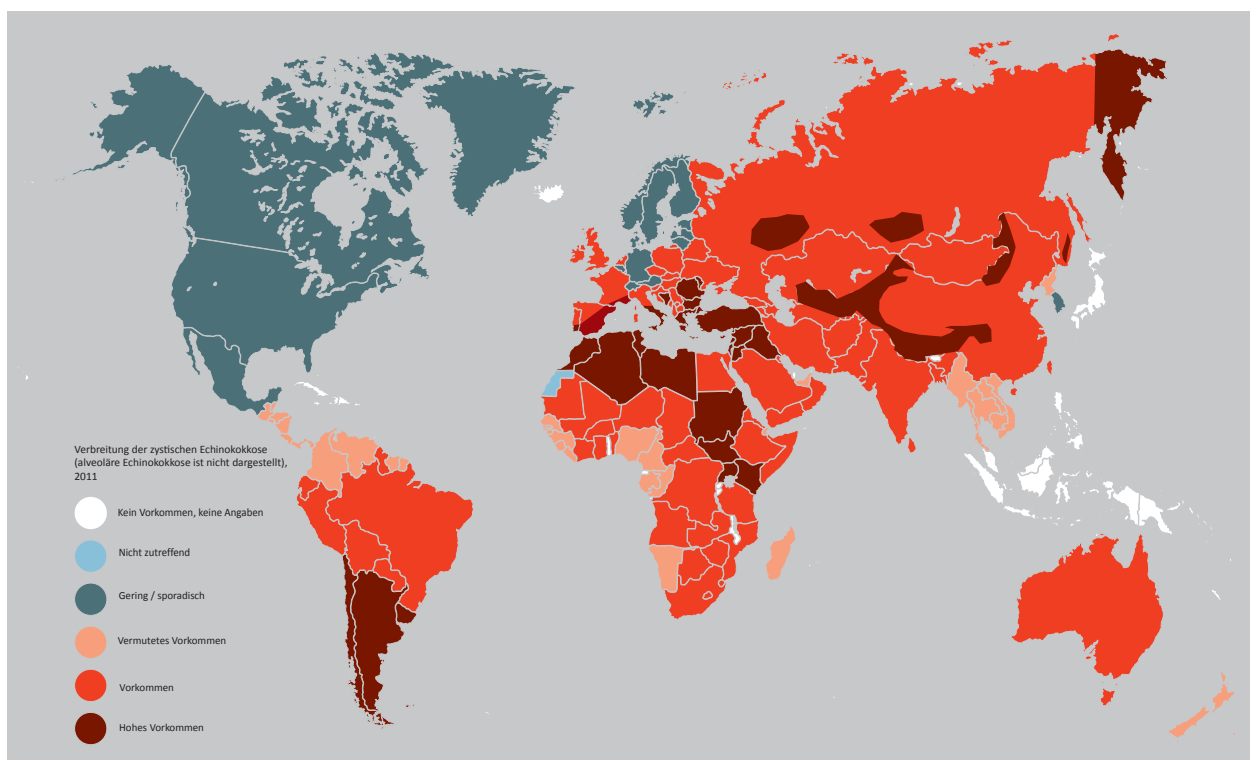 Verbreitung der zystischen Echinokokkose
(alveoläre Echinokokkose ist nicht dargestellt),
2011
Kein Vorkommen, keine Angaben
Nicht zutreffend
Gering / sporadisch
Vermutetes Vorkommen
Vorkommen
Hohes Vorkommen